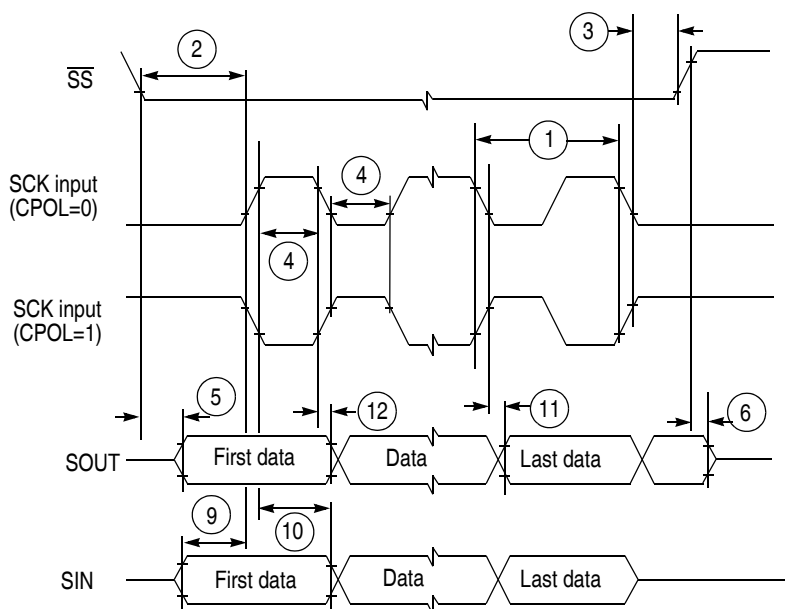 2
3
SS
1
SCK input
(CPOL=0)
4
4
SCK input
(CPOL=1)
5
12
11
6
SOUT
First data
Data
Last data
9
10
SIN
First data
Data
Last data